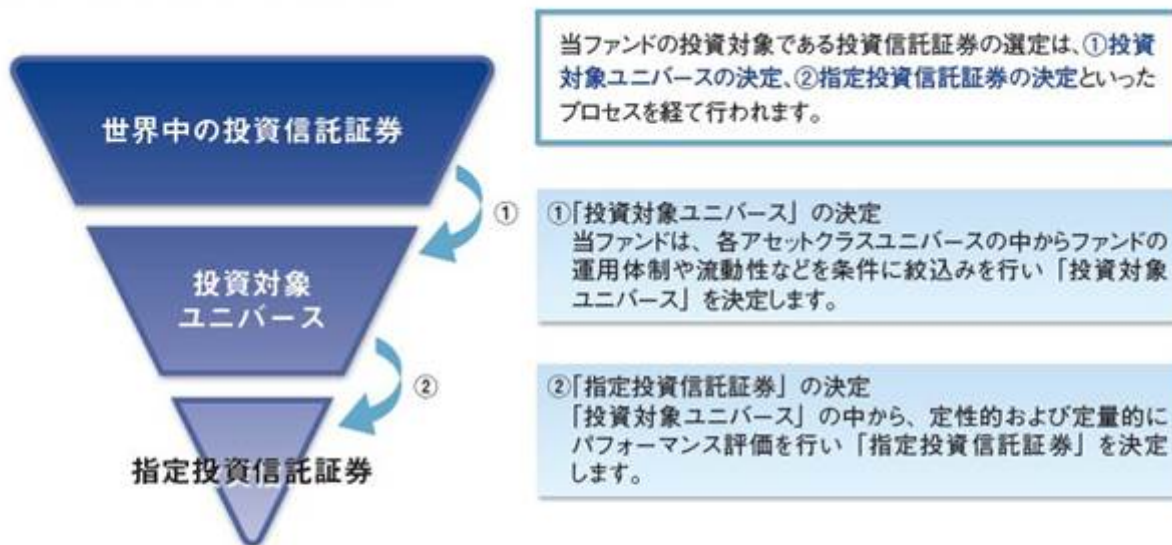 世界中の投資信託証券
①
投資対象
ユニバース
②
指定投資信託証券
当ファンドの投資対象である投資信託証券の選定は、①投資
対象ユニバースの決定、②指定投資信託証券の決定といった
プロセスを経て行われます。
①「投資対象ユニバース」の決定
当ファンドは、各アセットクラスユニバースの中からファンドの
運用体制や流動性などを条件に絞込みを行い「投資対象
ユニバース」を決定します。
②「指定投資信託証券」の決定
「投資対象ユニバース」の中から、定性的および定量的に
パフォーマンス評価を行い「指定投資信託証券」を決定
します。